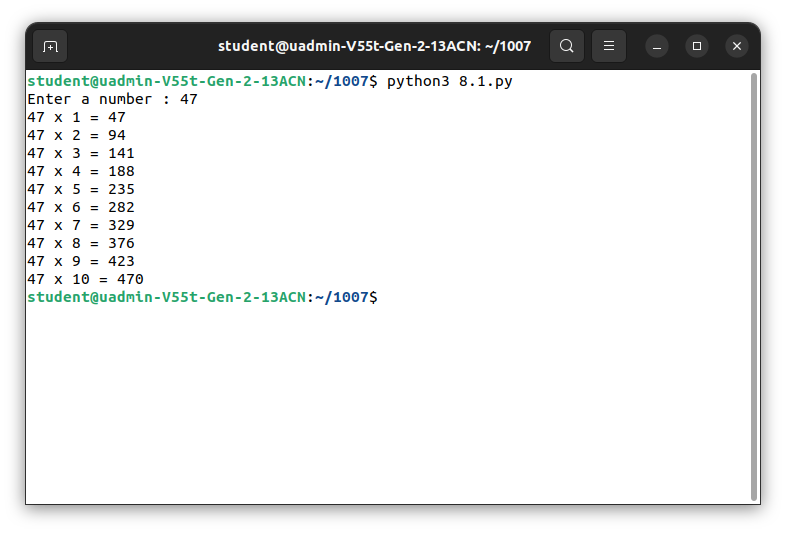 student@uadmin-V55t-Gen-2-13ACN: ~/1007
student@uadmin-V55t-Gen-2-13ACN:~/1007$ python3 8.1.py
Enter a number : 47
47 x 1 = 47
47 x 2 = 94
47 x 3 = 141
47 x 4 = 188
47 x 5 = 235
47 x 6 = 282
47 x 7 = 329
47 x 8 = 376
47 x 9 = 423
47 x 10 = 470
student@uadmin-V55t-Gen-2-13ACN:~/1007$